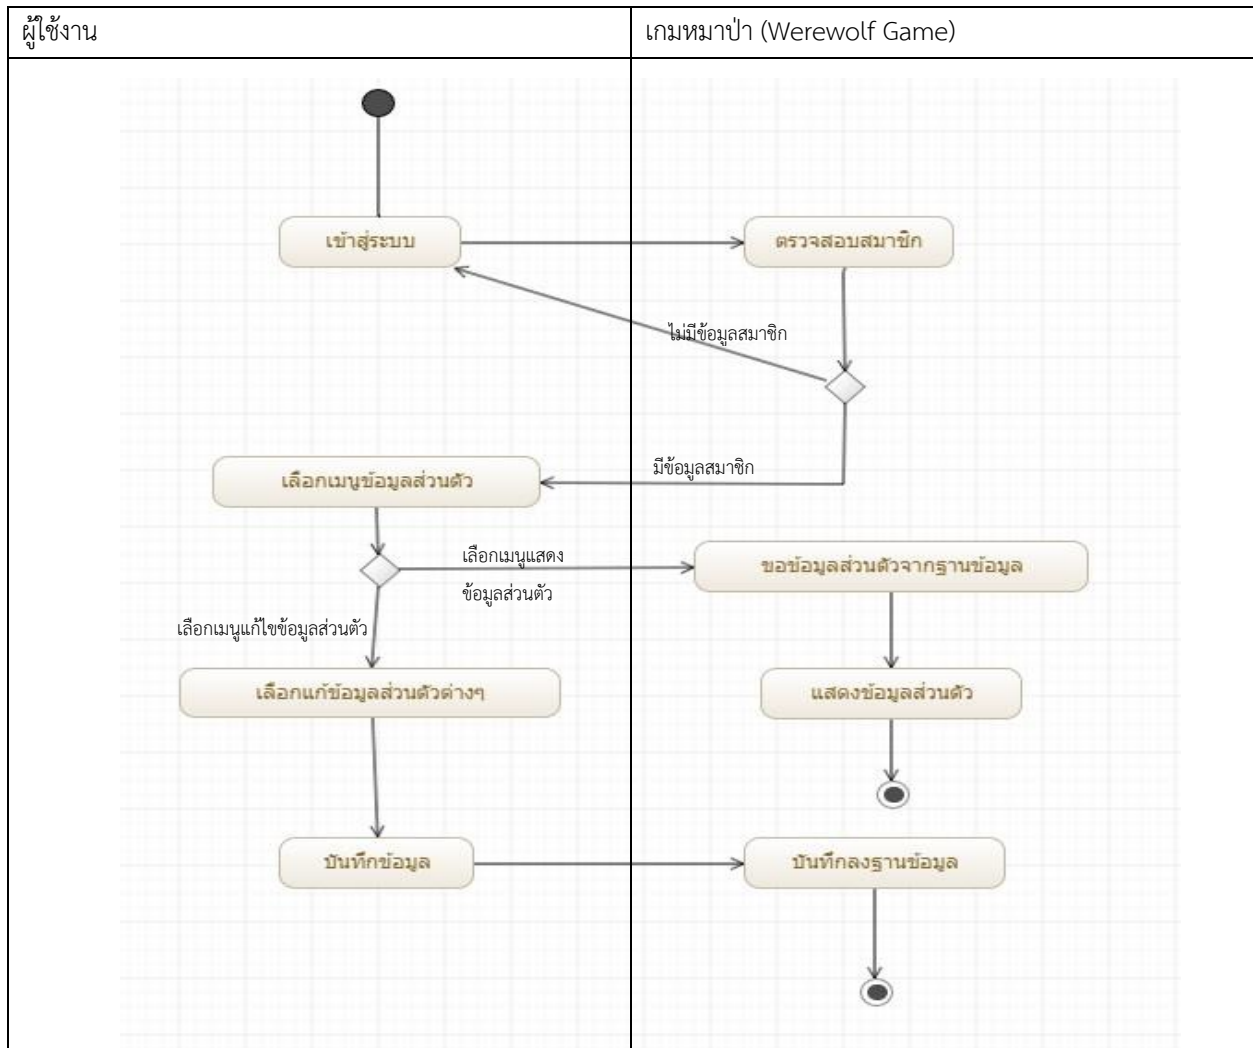 ผู้ใช้งาน
เกมหมาป่า (Werewolf Game)
เข้าสู่ระบบ
ตรวจสอบสมาชิก
ไม่มีข้อมูลสมาชิก
มีข้อมูลสมาชิก
เลือกเมนูข้อมูลส่วนตัว
เลือกเมนูแสดง
ข้อมูลส่วนตัว
ขอข้อมูลส่วนตัวจากฐานข้อมูล
เลือกเมนูแก้ไขข้อมูลส่วนตัว
เลือกแก้ข้อมูลส่วนตัวต่างๆ
แสดงข้อมูลส่วนตัว
บันทึกข้อมูล
บันทึกลงฐานข้อมูล